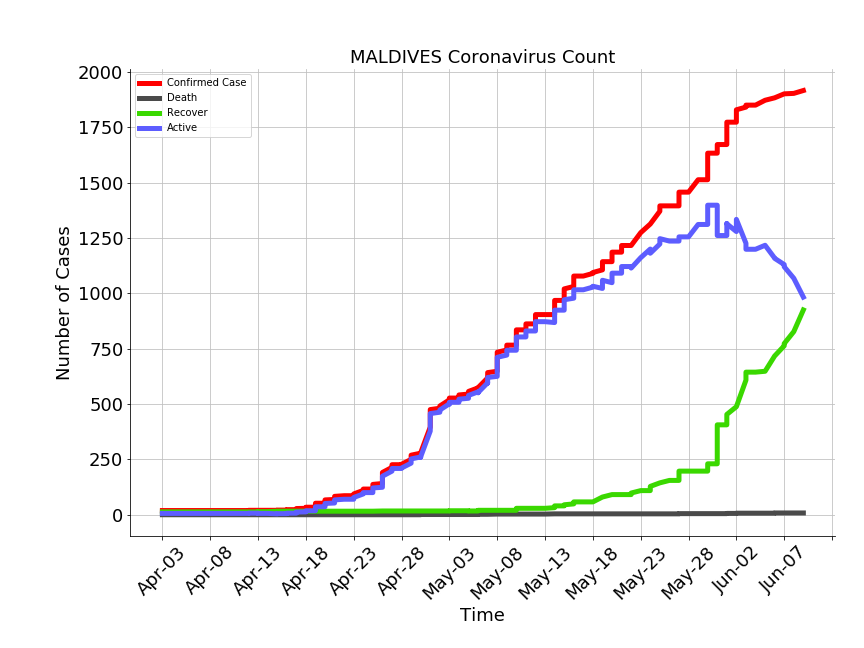 MALDIVES Coronavirus Count
Confirmed Case
Death
Recover
Active
2000
1750
1500
1250
1000
750
500
250
0
Number of Cases
Apr-03 Apr-08 Apr-13 Apr-18 Apr-23 Apr-28 May-03 May-08 May-13 May-18 May-23 May-28 Jun-02 Jun-07
Time